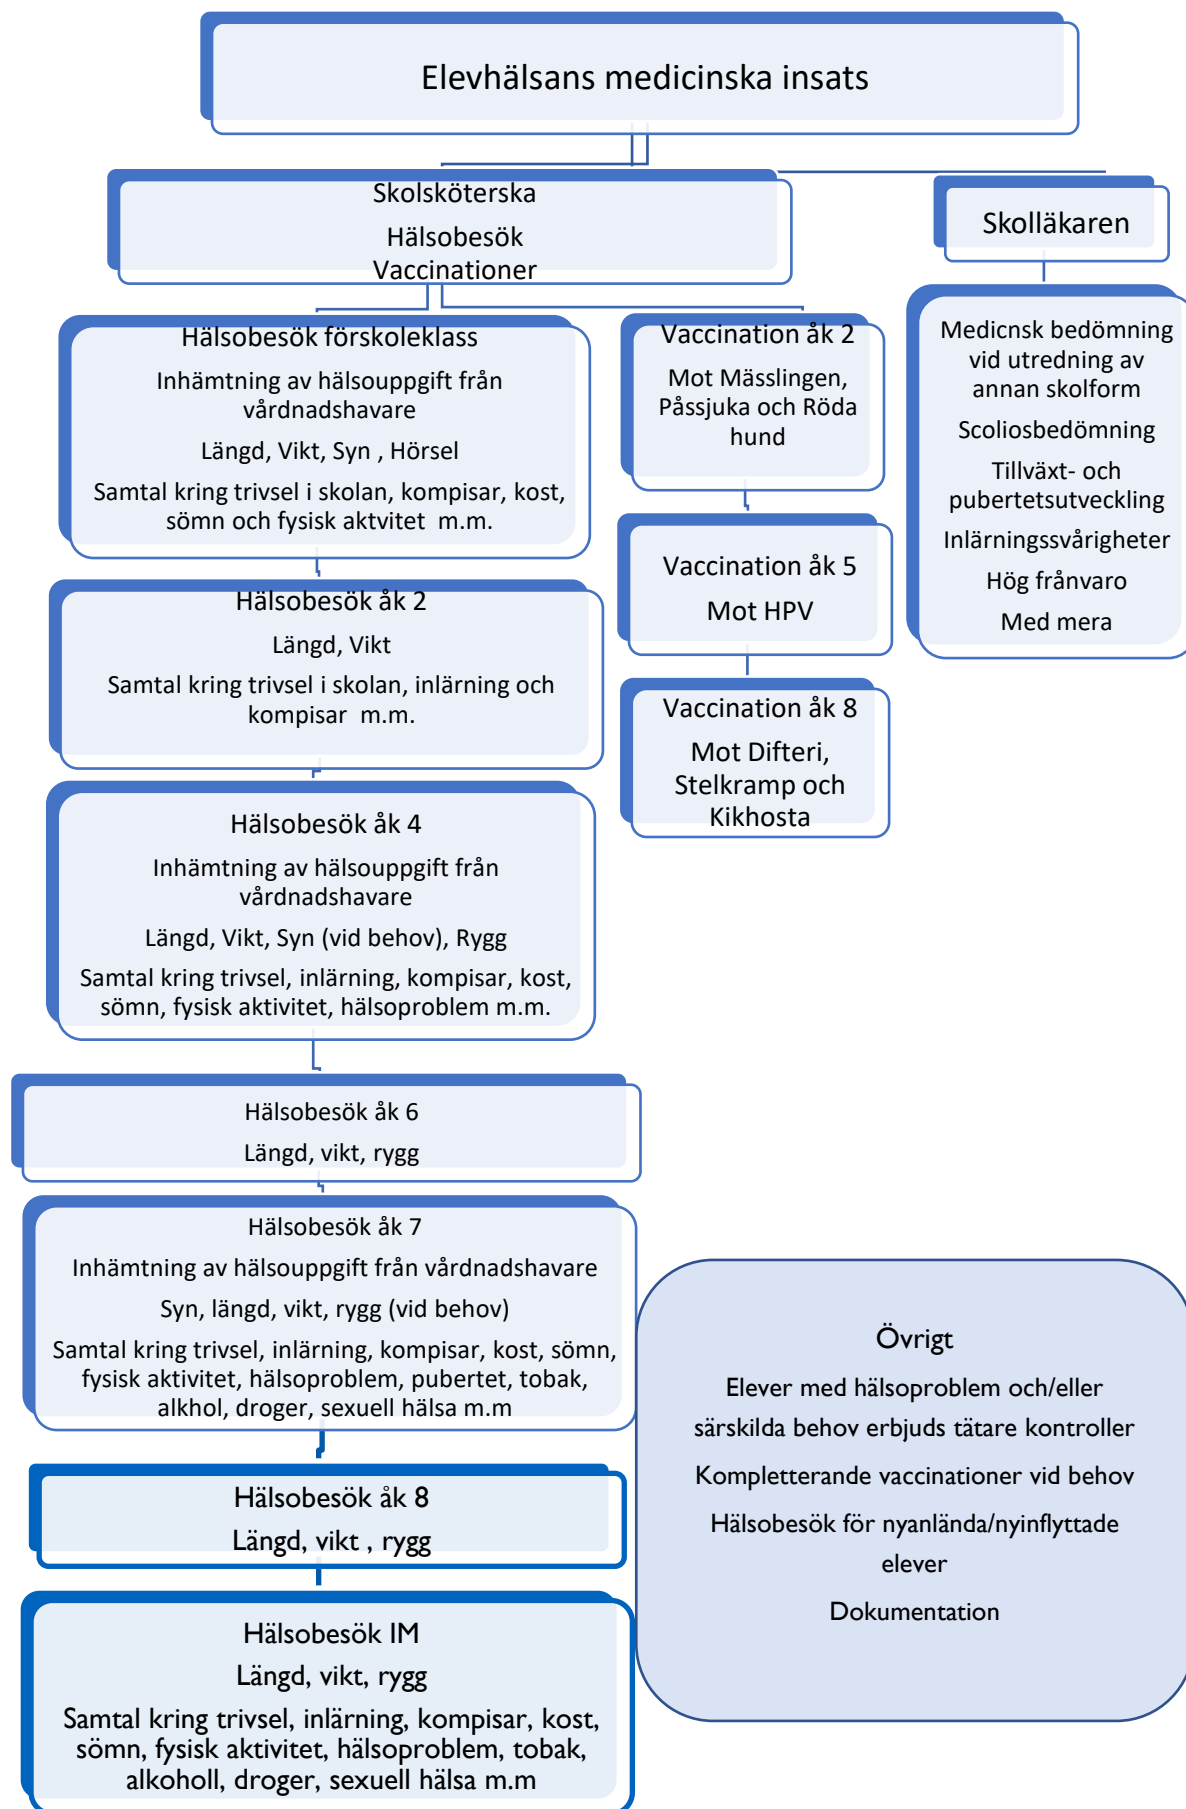 Elevhälsans medicinska insats
Skolsköterska
Hälsobesök
Vaccinationer
Skolläkaren
Hälsobesök förskoleklass
Inhämtning av hälsouppgift från
vårdnadshavare
Längd, Vikt, Syn , Hörsel
Samtal kring trivsel i skolan, kompisar, kost,
sömn och fysisk aktvitet  m.m.
Hälsobesök åk 2
Längd, Vikt
Samtal kring trivsel i skolan, inlärning och
kompisar  m.m.
Hälsobesök åk 4
Inhämtning av hälsouppgift från
vårdnadshavare
Längd, Vikt, Syn (vid behov), Rygg
Samtal kring trivsel, inlärning, kompisar, kost,
sömn, fysisk aktivitet, hälsoproblem m.m.
Hälsobesök åk 6
Längd, vikt, rygg
Hälsobesök åk 7
Inhämtning av hälsouppgift från vårdnadshavare
Syn, längd, vikt, rygg (vid behov)
Samtal kring trivsel, inlärning, kompisar, kost, sömn,
fysisk aktivitet, hälsoproblem, pubertet, tobak,
alkhol, droger, sexuell hälsa m.m
Hälsobesök åk 8
Längd, vikt , rygg
Hälsobesök IM
Längd, vikt, rygg
Samtal kring trivsel, inlärning, kompisar, kost,
sömn, fysisk aktivitet, hälsoproblem, tobak,
alkoholl, droger, sexuell hälsa m.m
Vaccination åk 2
Mot Mässlingen,
Påssjuka och Röda
hund
Vaccination åk 5
Mot HPV
Vaccination åk 8
Mot Difteri,
Stelkramp och
Kikhosta
Medicnsk bedömning
vid utredning av
annan skolform
Scoliosbedömning
Tillväxt- och
pubertetsutveckling
Inlärningssvårigheter
Hög frånvaro
Med mera
Övrigt
Elever med hälsoproblem och/eller
särskilda behov erbjuds tätare kontroller
Kompletterande vaccinationer vid behov
Hälsobesök för nyanlända/nyinflyttade
elever
Dokumentation